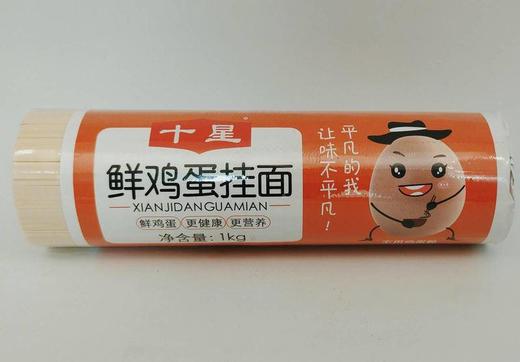 十星
鲜鸡蛋挂面
XIANJIDANGUAMIAN
鲜鸡蛋 更健康 更营养
净含量:1kg
平凡的我
让味不平凡!